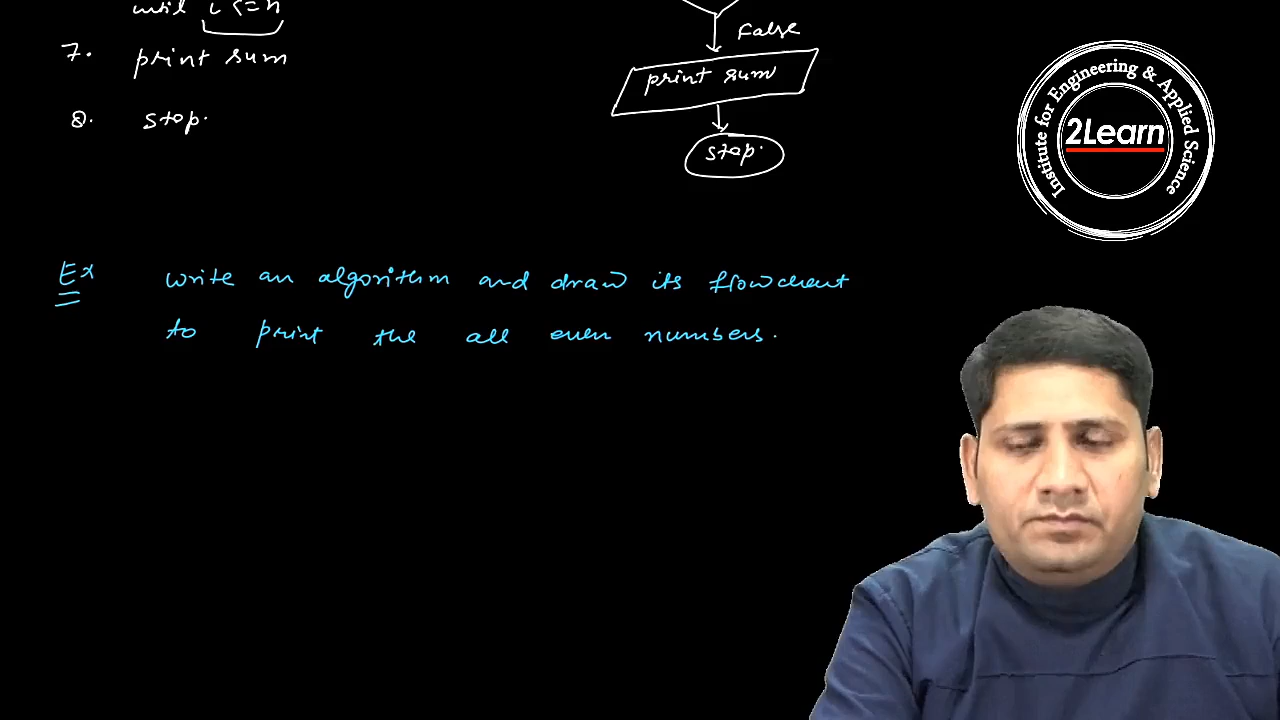 until i <= n
7. print sum
8. stop.
False
print sum
stop.
Institute for Engineering & Applied Science
2Learn
Ex write an algorithm and draw its flowchart
to print the all even numbers.